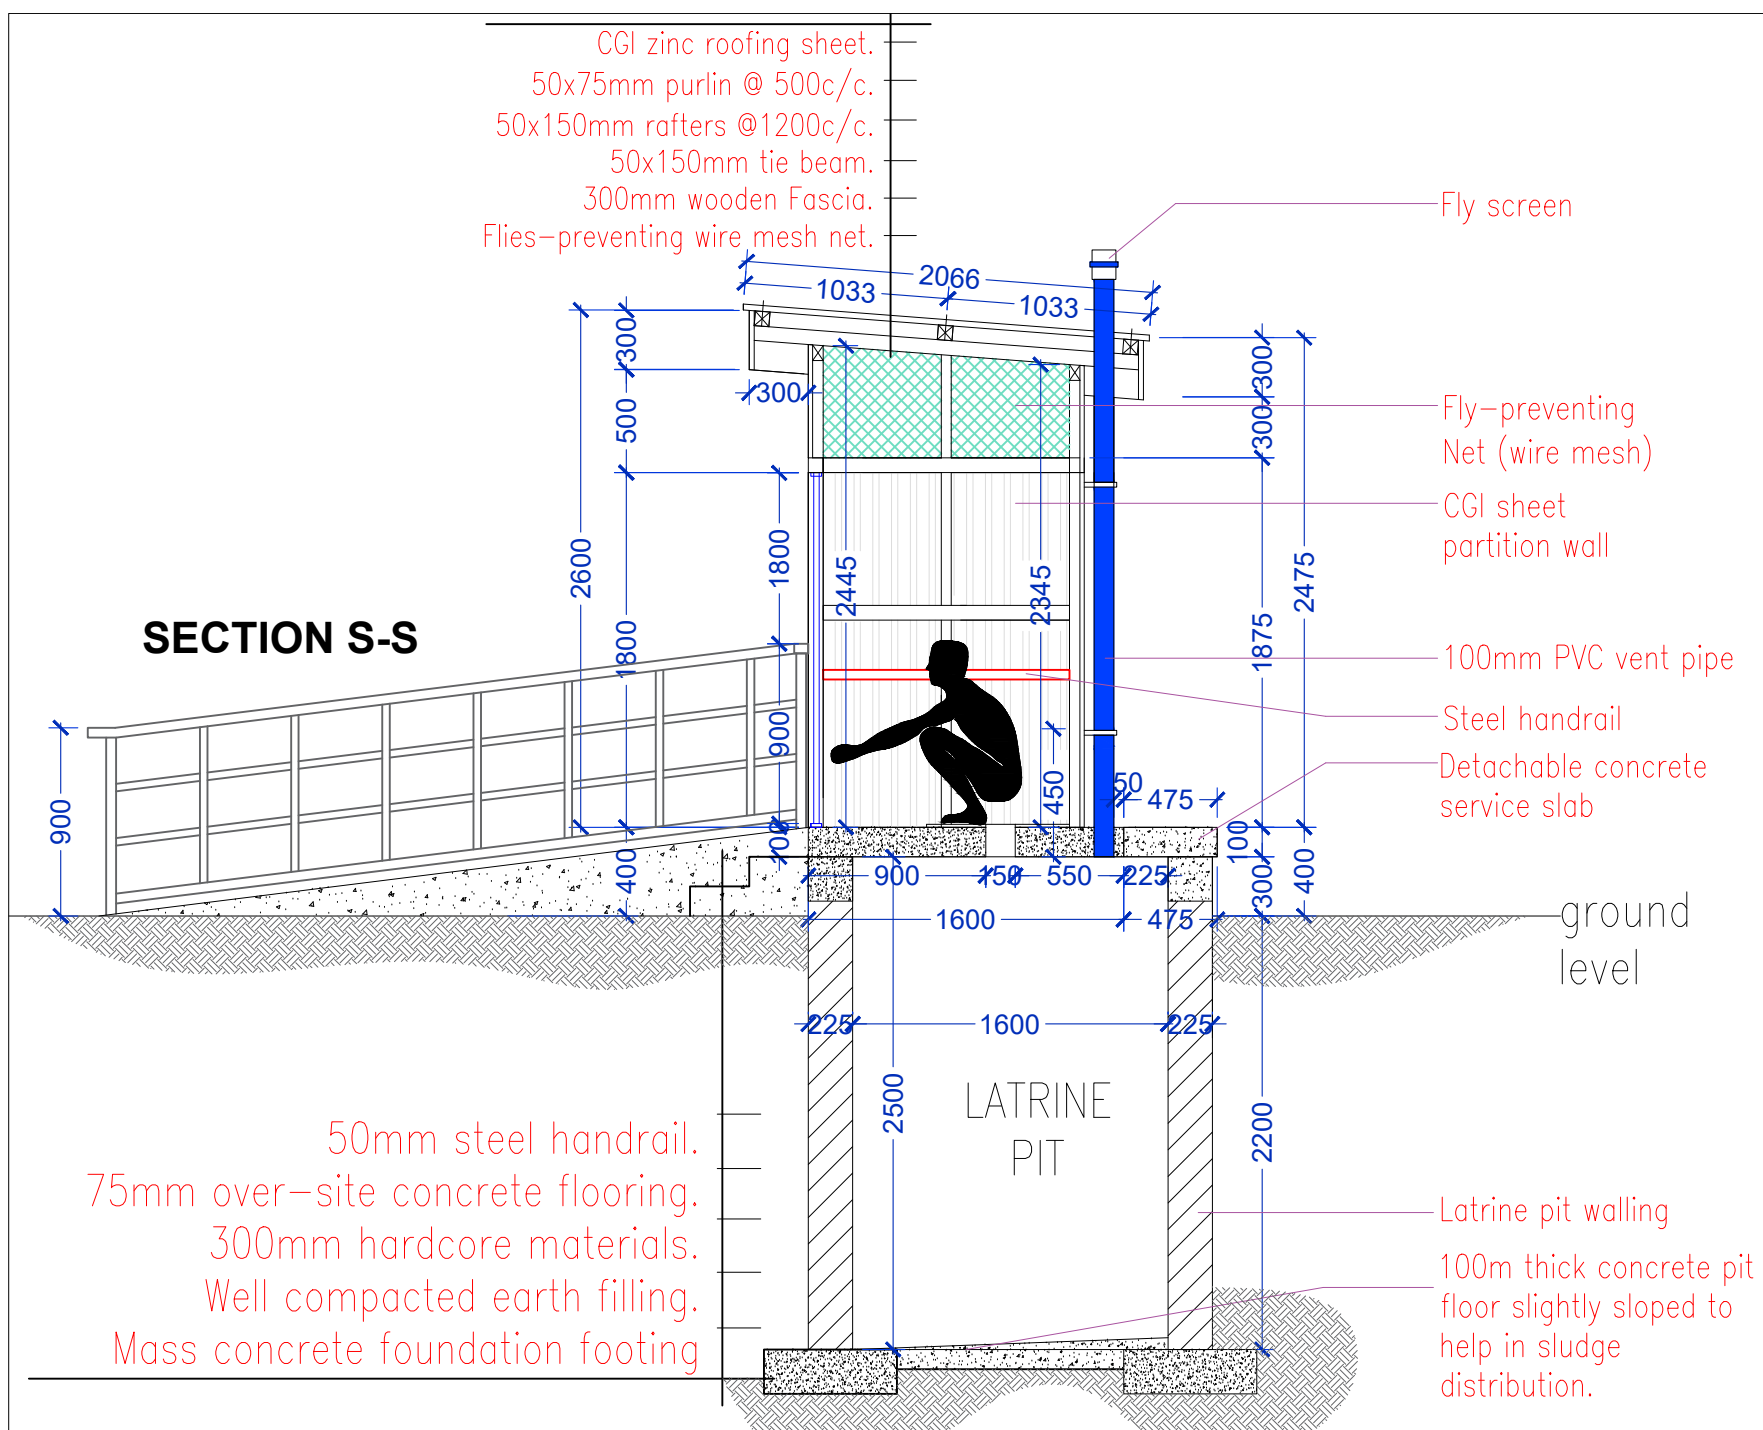 CGI zinc roofing sheet.
50x75mm purlin @ 500c/c.
50x150mm rafters @1200c/c.
50x150mm tie beam.
300mm wooden Fascia.
Flies-preventing wire mesh net.
Fly screen
2066
1033
1033
300
300
300
500
300
Fly-preventing
Net (wire mesh)
CGI sheet
partition wall
2600
1800
2445
2345
2475
1875
SECTION S-S
1800
100mm PVC vent pipe
Steel handrail
Detachable concrete
service slab
900
900
450
50
475
100
400
100
300
400
900
150
550
225
1600
475
ground
level
225
1600
225
2500
2200
LATRINE
PIT
50mm steel handrail.
75mm over-site concrete flooring.
300mm hardcore materials.
Well compacted earth filling.
Mass concrete foundation footing
Latrine pit walling
100m thick concrete pit
floor slightly sloped to
help in sludge
distribution.